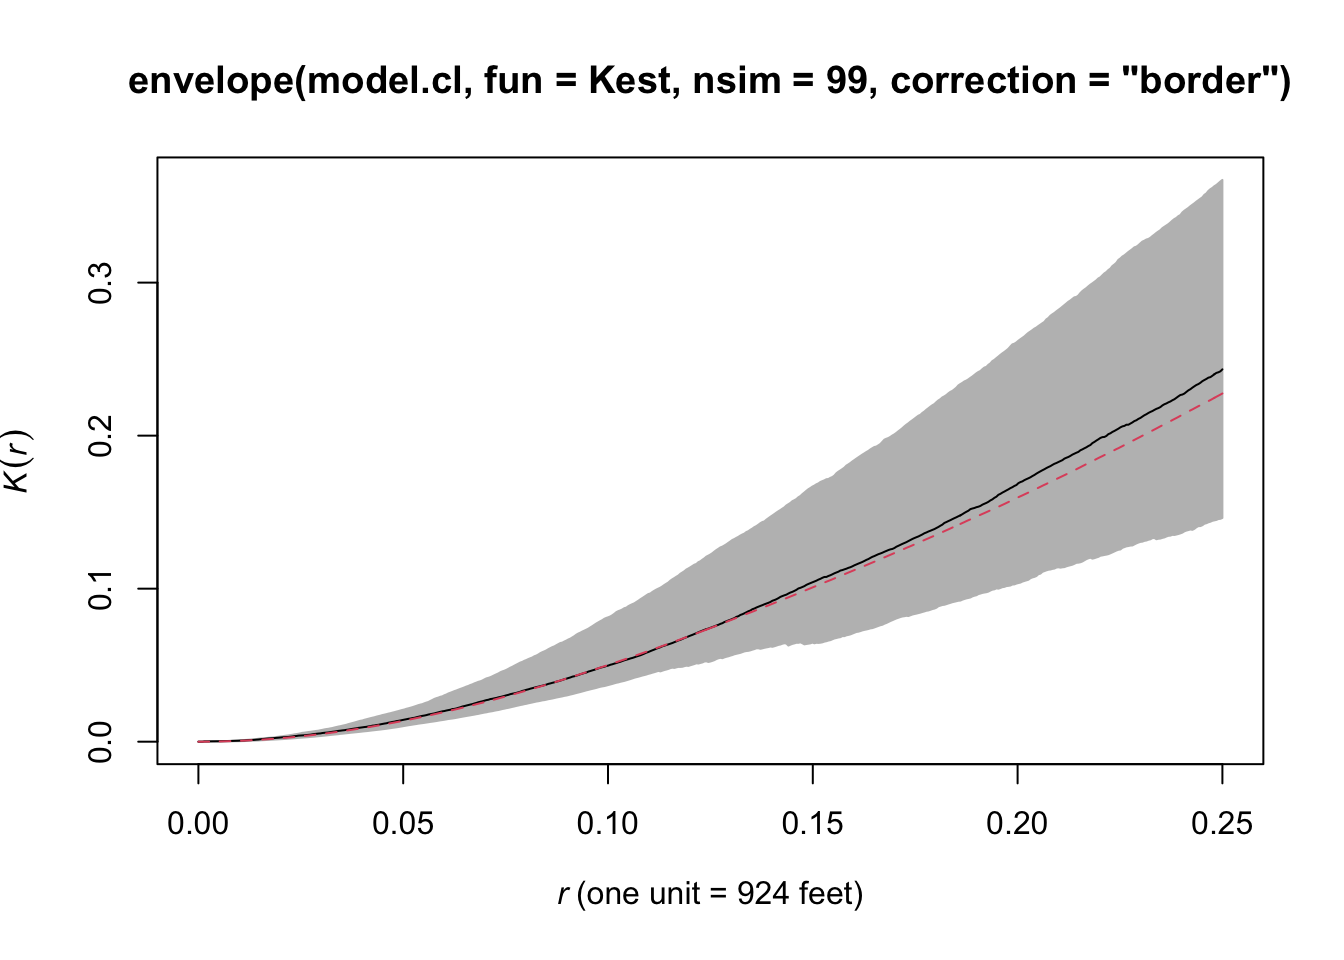 envelope(model.cl, fun = Kest, nsim = 99, correction = "border")
K(r)
0.3
0.2
0.1
0.0
0.00 0.05 0.10 0.15 0.20 0.25
r (one unit = 924 feet)